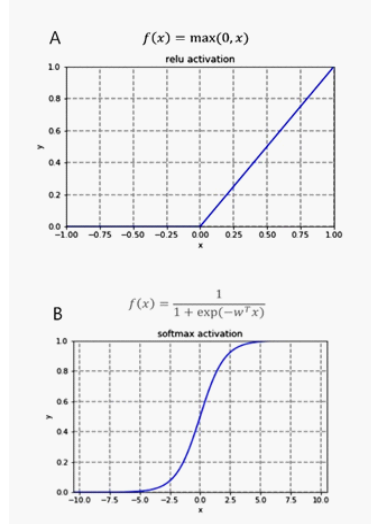 A
f(x) = max(0, x)
relu activation
1.0
0.8
0.6
0.4
0.2
0.0
y
−1.00 −0.75 −0.50 −0.25 0.00 0.25 0.50 0.75 1.00
x
B
f(x) = 1 / (1 + exp(−wᵀx))
softmax activation
1.0
0.8
0.6
0.4
0.2
0.0
y
−10.0 −7.5 −5.0 −2.5 0.0 2.5 5.0 7.5 10.0
x